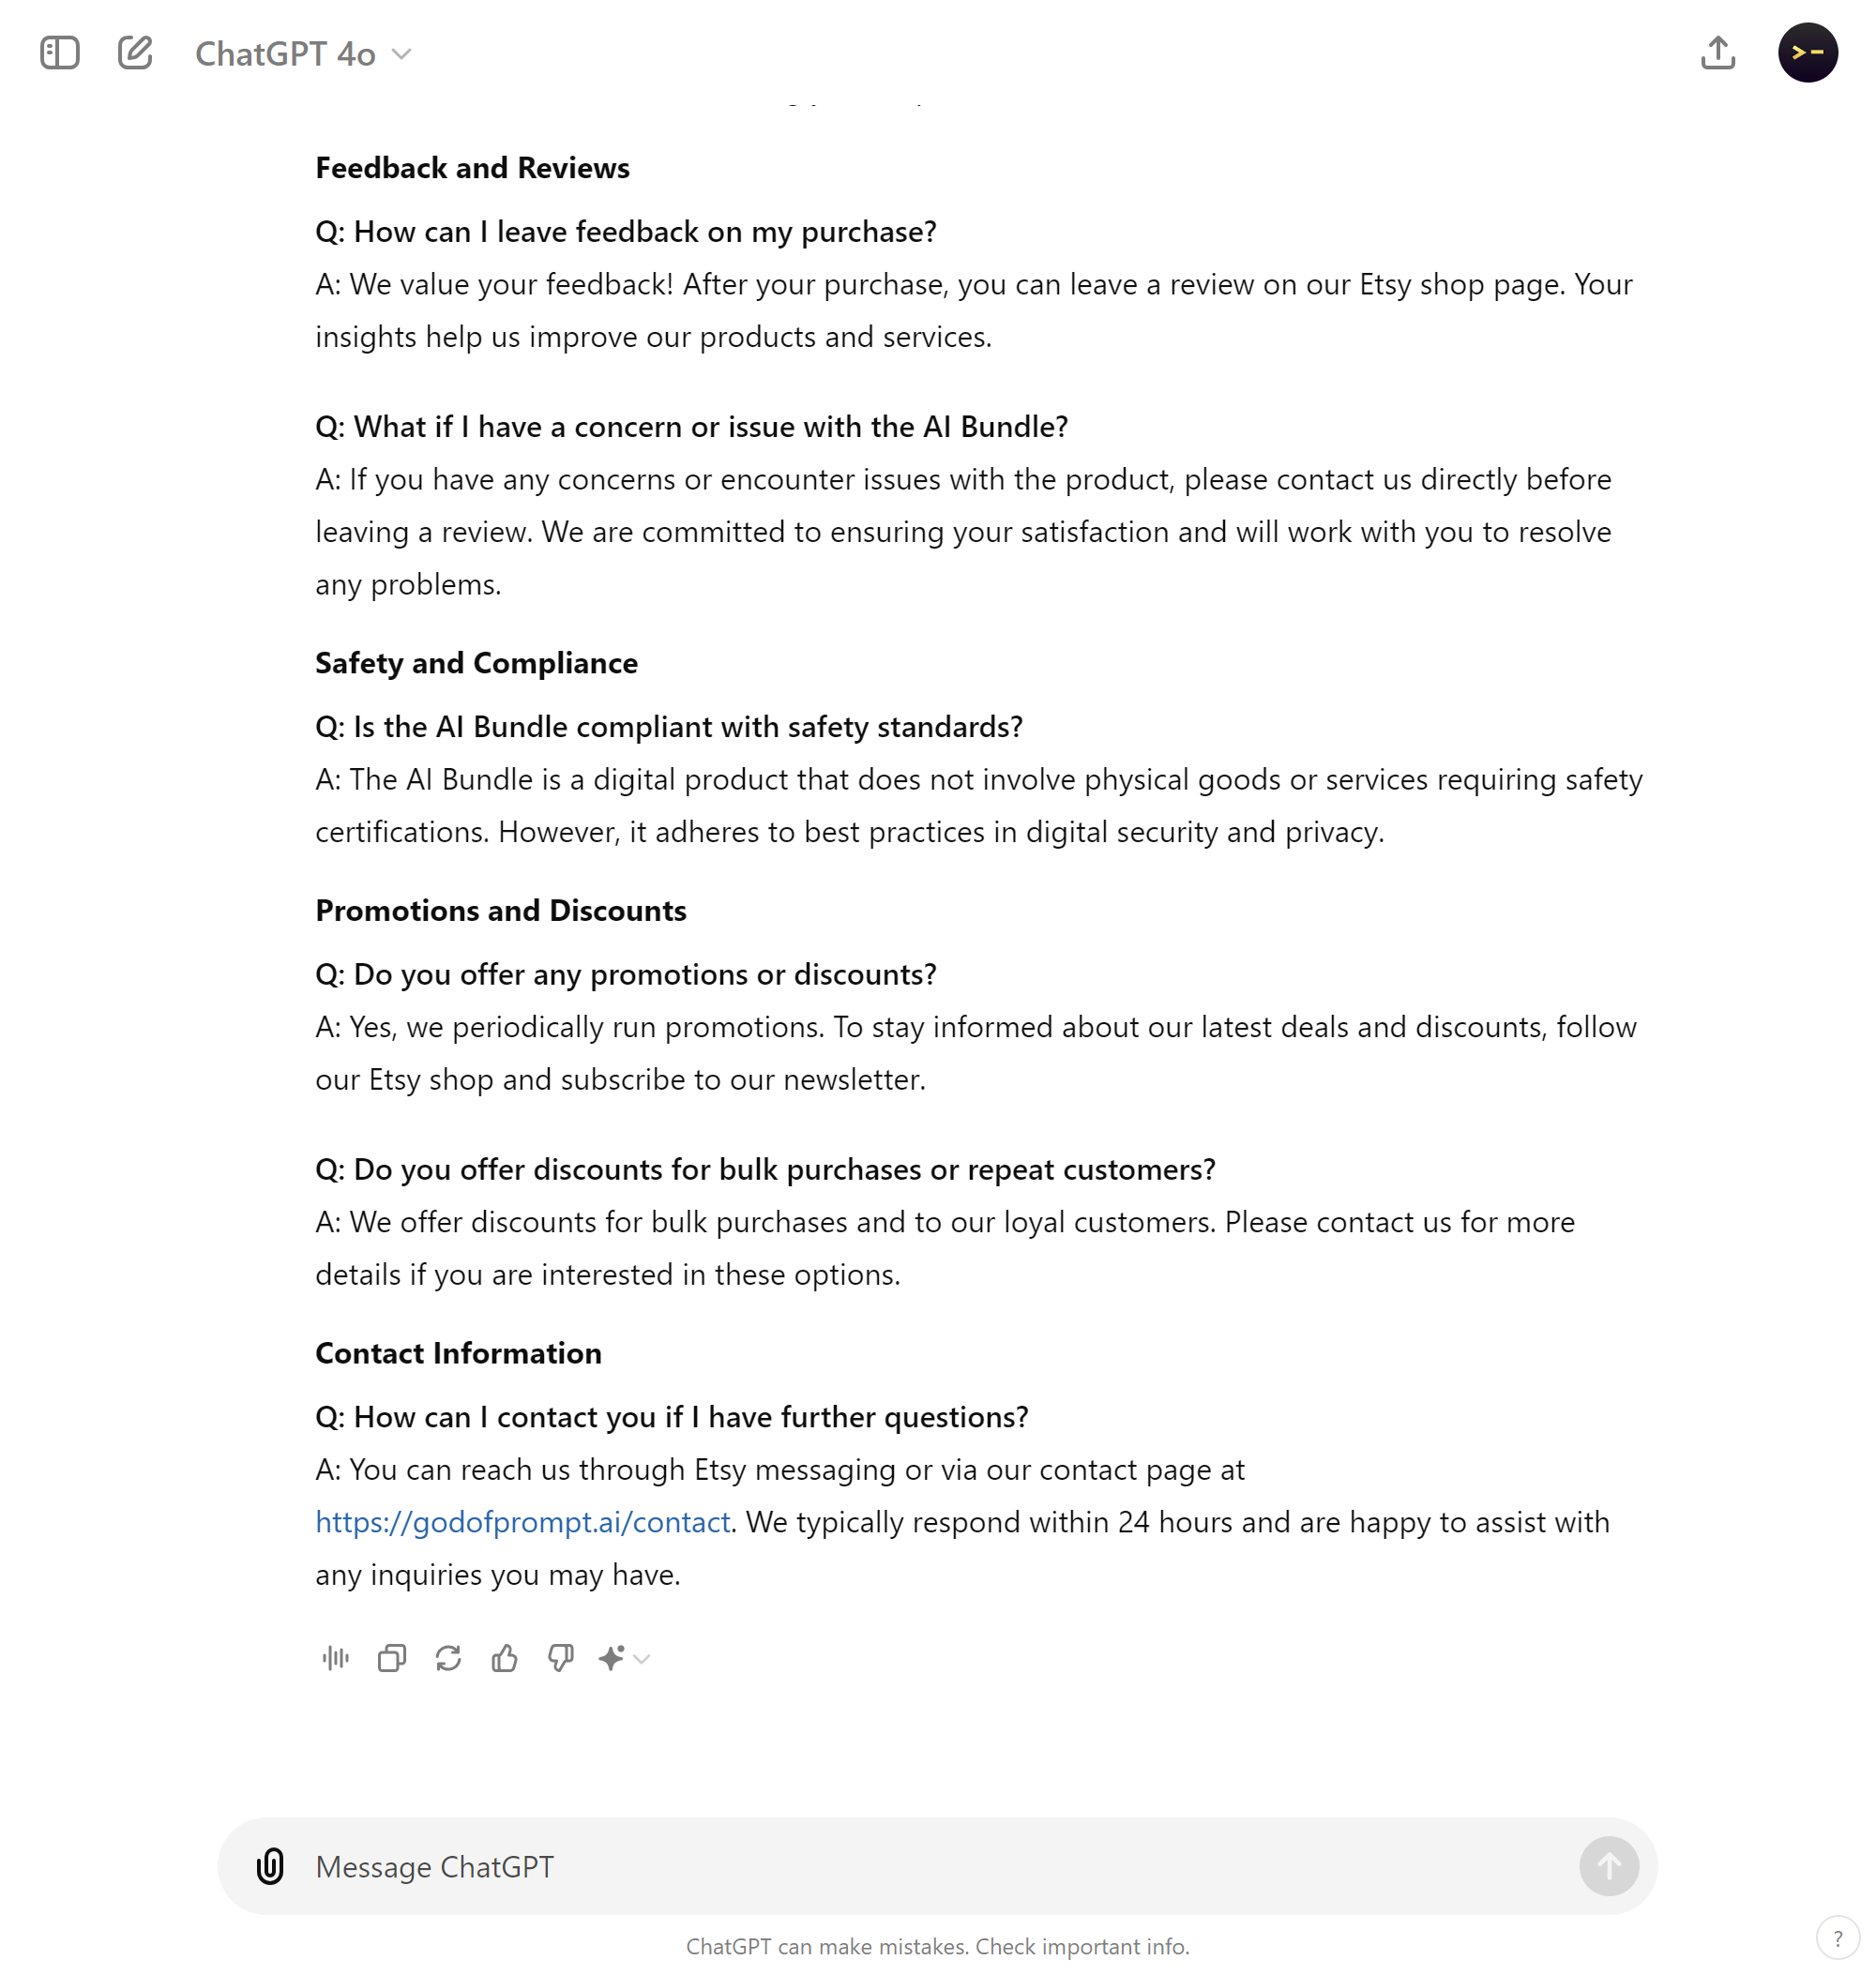 ChatGPT 4o
Feedback and Reviews
Q: How can I leave feedback on my purchase?
A: We value your feedback! After your purchase, you can leave a review on our Etsy shop page. Your
insights help us improve our products and services.
Q: What if I have a concern or issue with the AI Bundle?
A: If you have any concerns or encounter issues with the product, please contact us directly before
leaving a review. We are committed to ensuring your satisfaction and will work with you to resolve
any problems.
Safety and Compliance
Q: Is the AI Bundle compliant with safety standards?
A: The AI Bundle is a digital product that does not involve physical goods or services requiring safety
certifications. However, it adheres to best practices in digital security and privacy.
Promotions and Discounts
Q: Do you offer any promotions or discounts?
A: Yes, we periodically run promotions. To stay informed about our latest deals and discounts, follow
our Etsy shop and subscribe to our newsletter.
Q: Do you offer discounts for bulk purchases or repeat customers?
A: We offer discounts for bulk purchases and to our loyal customers. Please contact us for more
details if you are interested in these options.
Contact Information
Q: How can I contact you if I have further questions?
A: You can reach us through Etsy messaging or via our contact page at
https://godofprompt.ai/contact. We typically respond within 24 hours and are happy to assist with
any inquiries you may have.
Message ChatGPT
ChatGPT can make mistakes. Check important info.
?